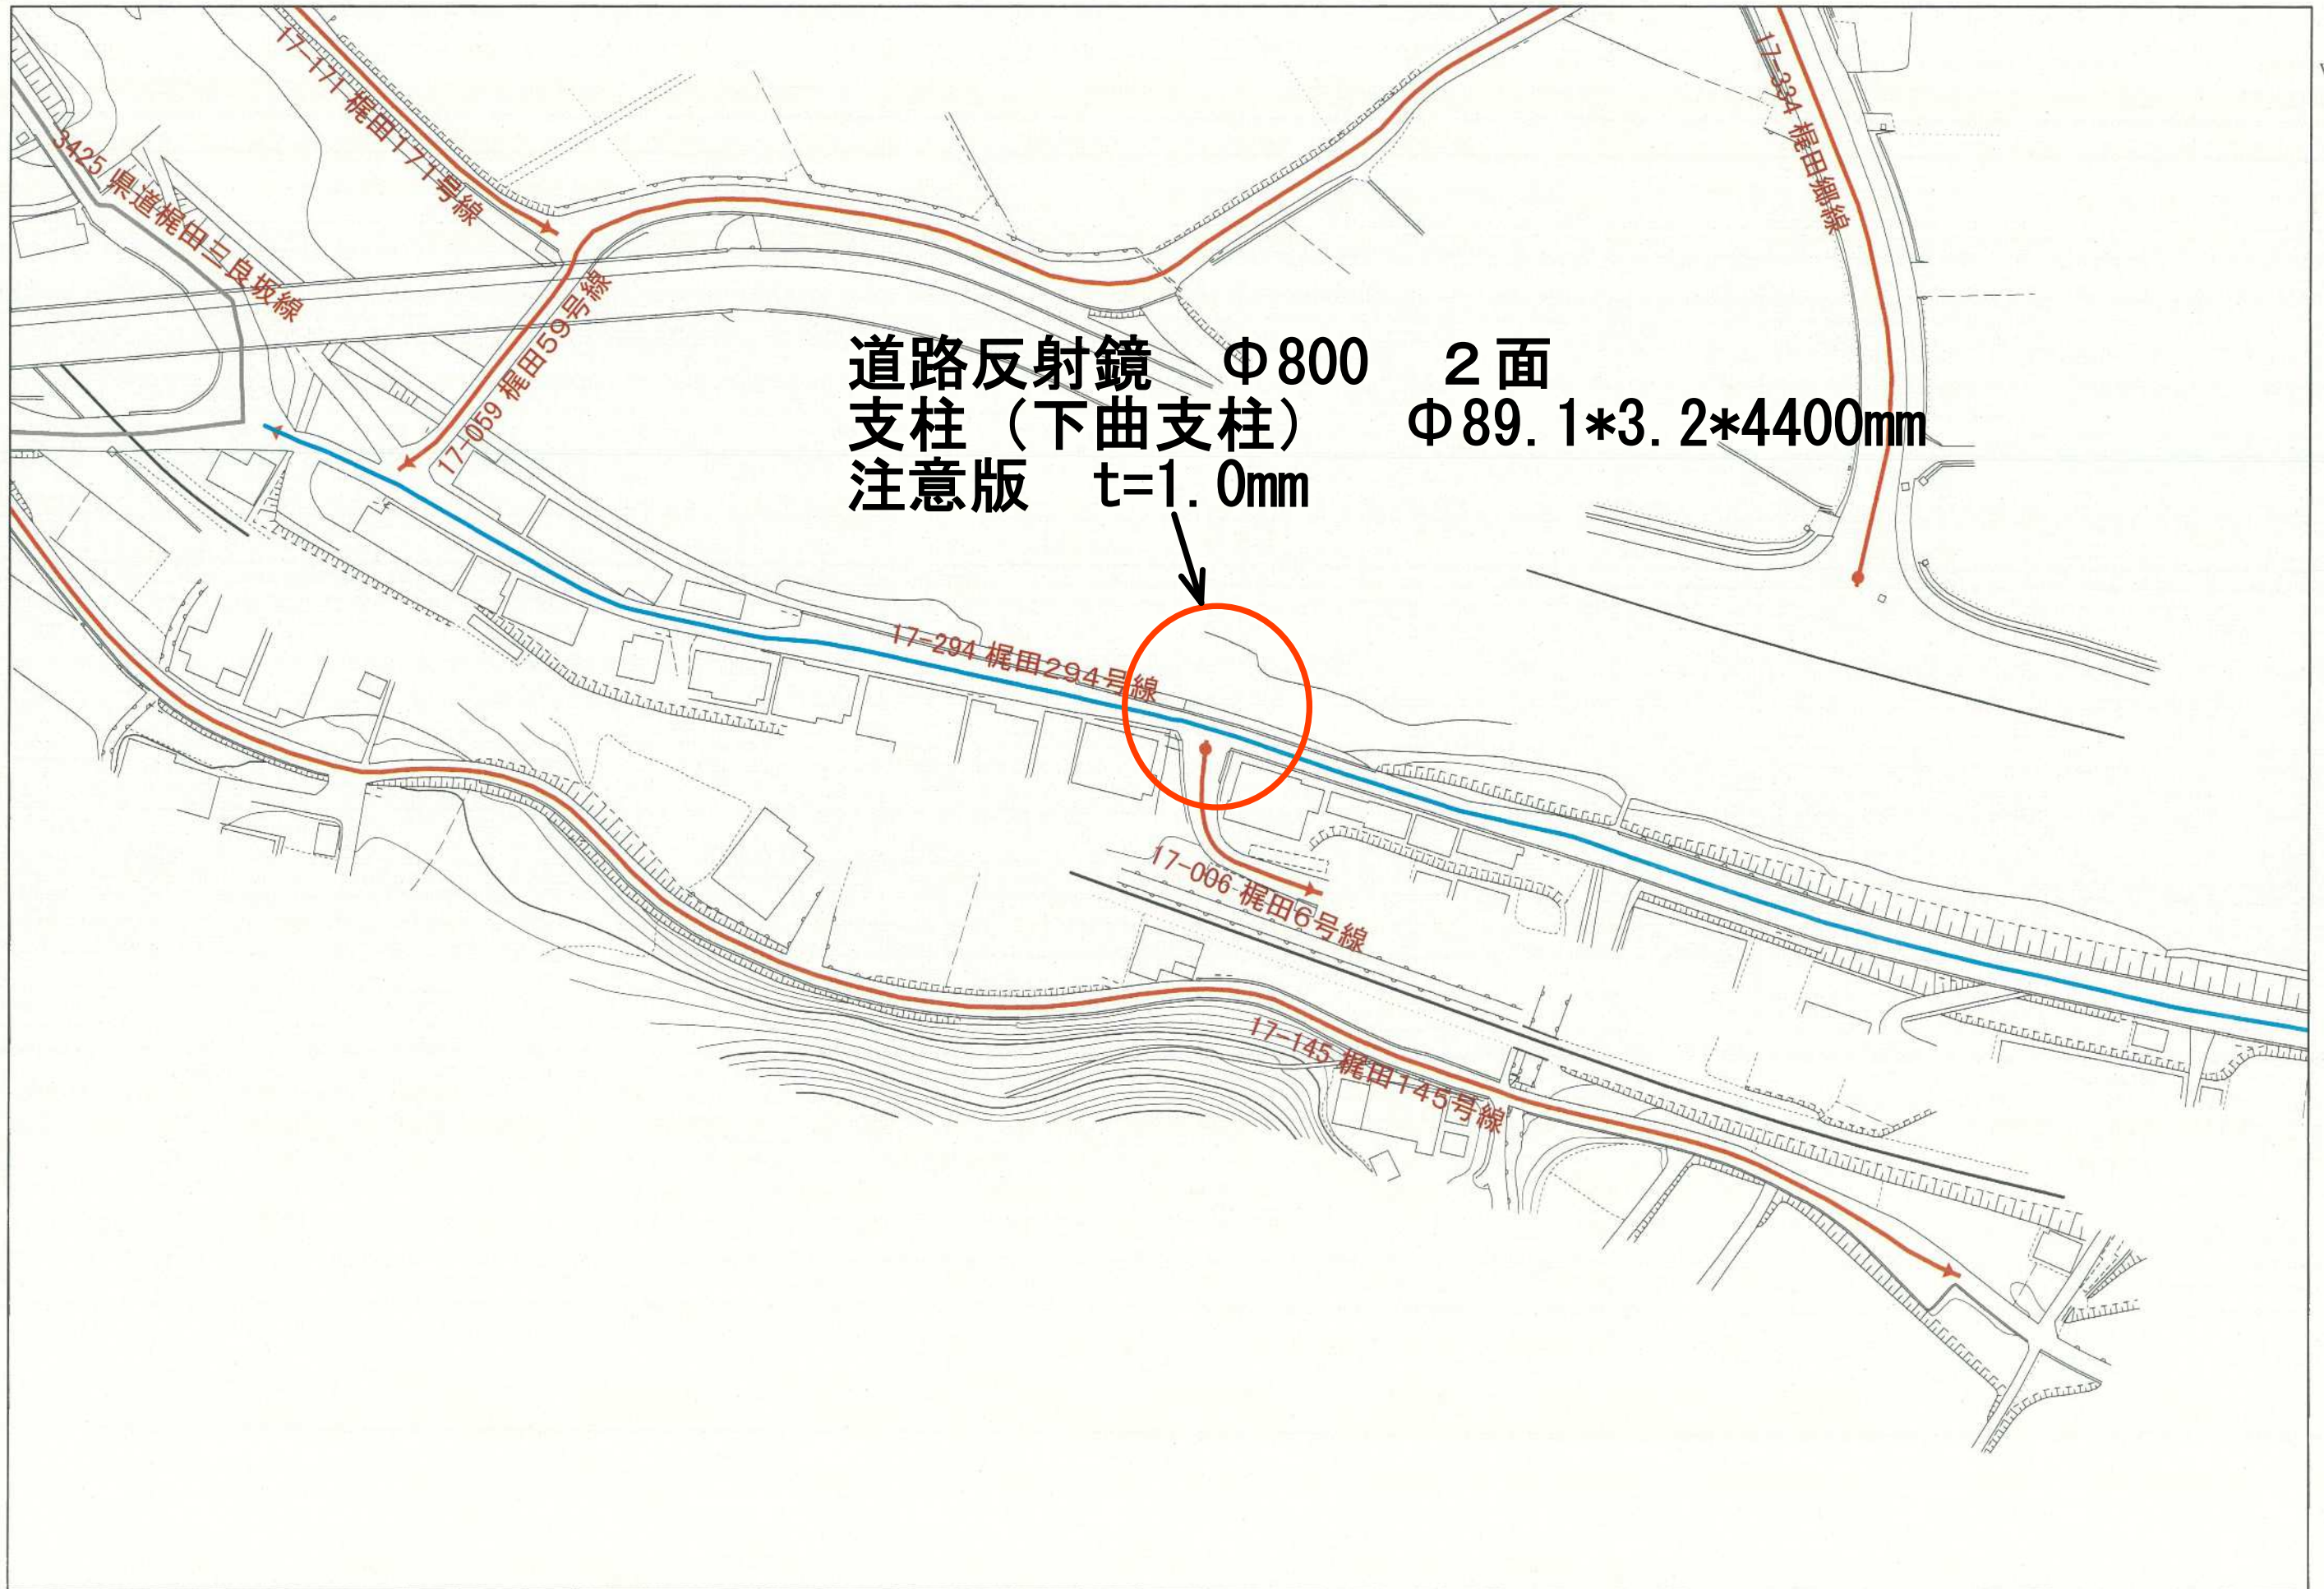 17-171 梶田171号線
17-334 梶田郷線
3425 県道梶田三良坂線
17-059 梶田59号線
道路反射鏡　Φ800　２面
支柱（下曲支柱）　Φ89.1*3.2*4400mm
注意版　t=1.0mm
17-294 梶田294号線
17-006 梶田6号線
17-145 梶田145号線